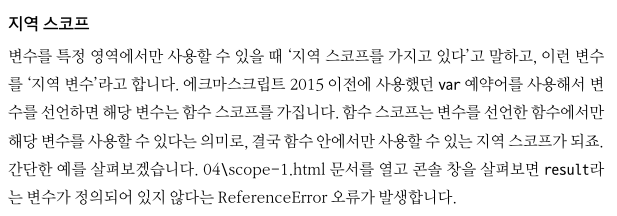 지역 스코프
변수를 특정 영역에서만 사용할 수 있을 때 ‘지역 스코프를 가지고 있다’고 말하고, 이런 변수
를 ‘지역 변수’라고 합니다. 에크마스크립트 2015 이전에 사용했던 var 예약어를 사용해서 변
수를 선언하면 해당 변수는 함수 스코프를 가집니다. 함수 스코프는 변수를 선언한 함수에서만
해당 변수를 사용할 수 있다는 의미로, 결국 함수 안에서만 사용할 수 있는 지역 스코프가 되죠.
간단한 예를 살펴보겠습니다. 04\scope-1.html 문서를 열고 콘솔 창을 살펴보면 result라
는 변수가 정의되어 있지 않다는 ReferenceError 오류가 발생합니다.